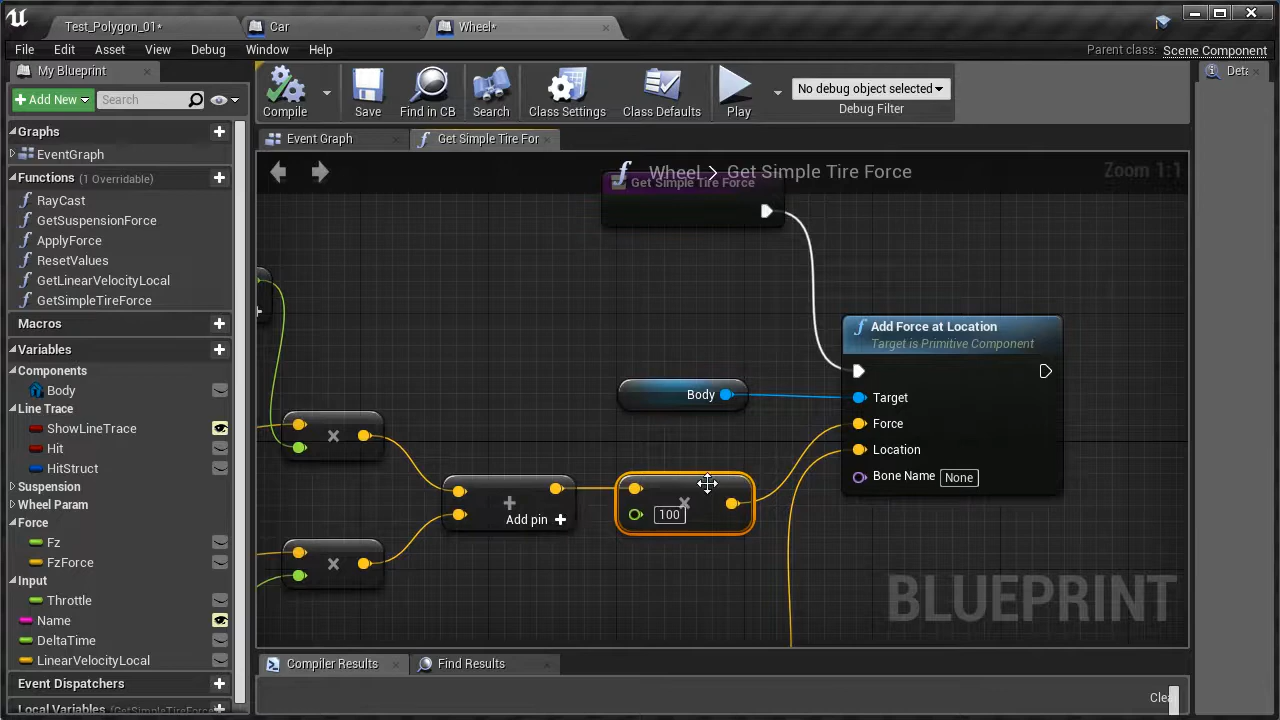 Test_Polygon_01*
Car
Wheel*
File Edit Asset View Debug Window Help
Parent class: Scene Component
My Blueprint
Add New
Search
Compile
Save
Find in CB
Search
Class Settings
Class Defaults
Play
No debug object selected
Debug Filter
Event Graph
Get Simple Tire For
Wheel > Get Simple Tire Force
Zoom 1:1
Graphs
EventGraph
Functions (1 Overridable)
RayCast
GetSuspensionForce
ApplyForce
ResetValues
GetLinearVelocityLocal
GetSimpleTireForce
Macros
Variables
Components
Body
Line Trace
ShowLineTrace
Hit
HitStruct
Suspension
Wheel Param
Force
Fz
FzForce
Input
Throttle
Name
DeltaTime
LinearVelocityLocal
Event Dispatchers
Local Variables (GetSimpleTireForce
Get Simple Tire Force
Add Force at Location
Target is Primitive Component
Body
Target
Force
Location
Bone Name None
×
+
Add pin +
×
100
×
BLUEPRINT
Compiler Results
Find Results